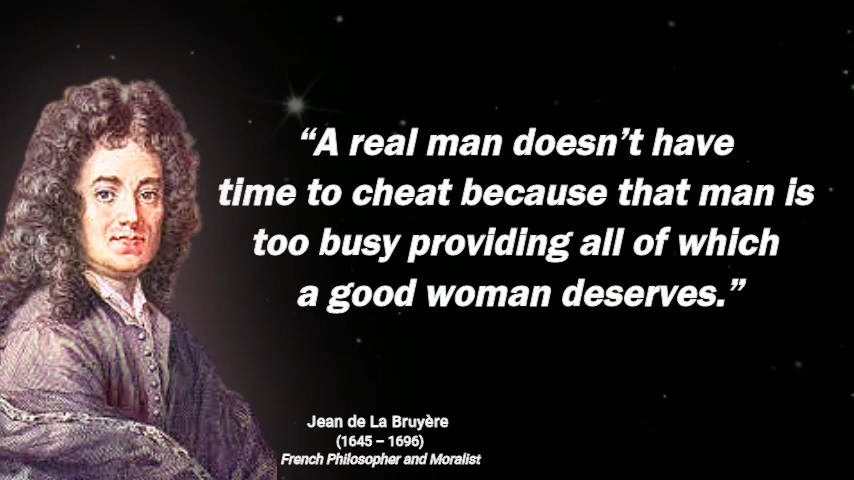 “A real man doesn’t have
time to cheat because that man is
too busy providing all of which
a good woman deserves.”
Jean de La Bruyère
(1645 – 1696)
French Philosopher and Moralist